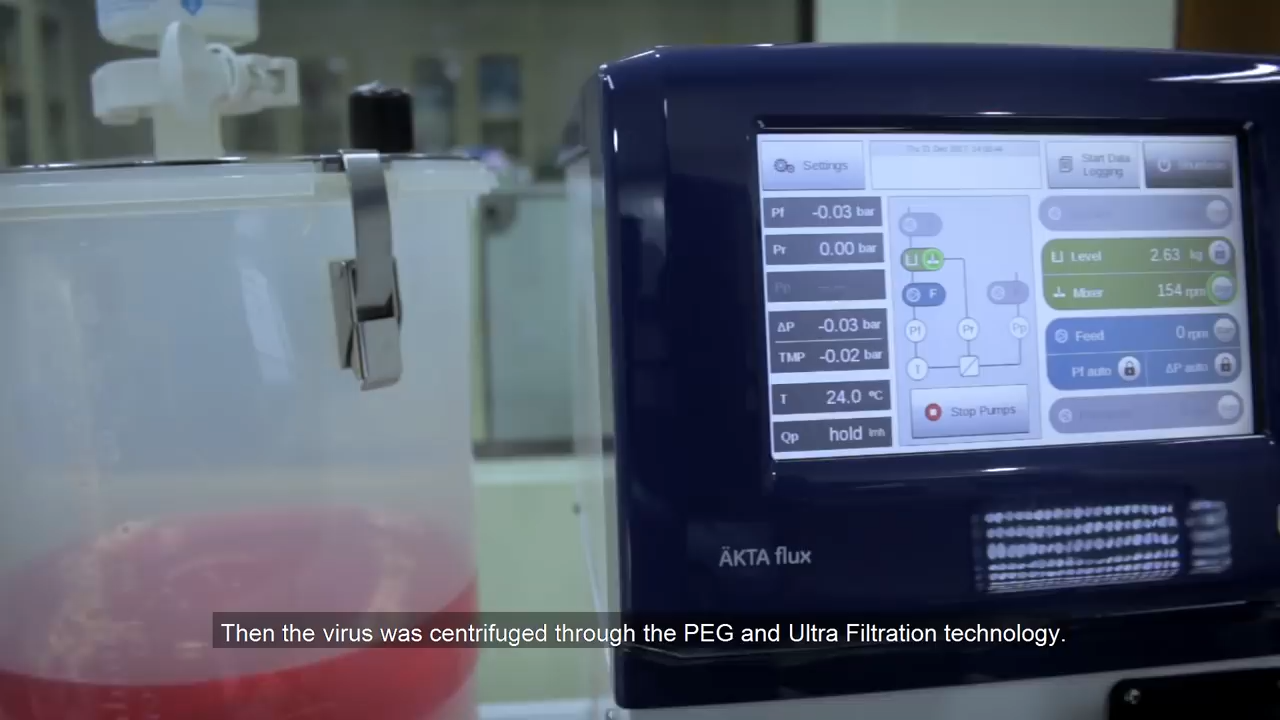 Settings
Start Data
Logging
Pf -0.03 bar
Pr 0.00 bar
Pp
ΔP -0.03 bar
TMP -0.02 bar
T 24.0 ºC
Qp hold lmh
F
Pf
Pr
Pp
T
Stop Pumps
Level 2.63 kg
Mixer 154 rpm
Feed 0 rpm
Pf auto
ΔP auto
ÄKTA flux
Then the virus was centrifuged through the PEG and Ultra Filtration technology.